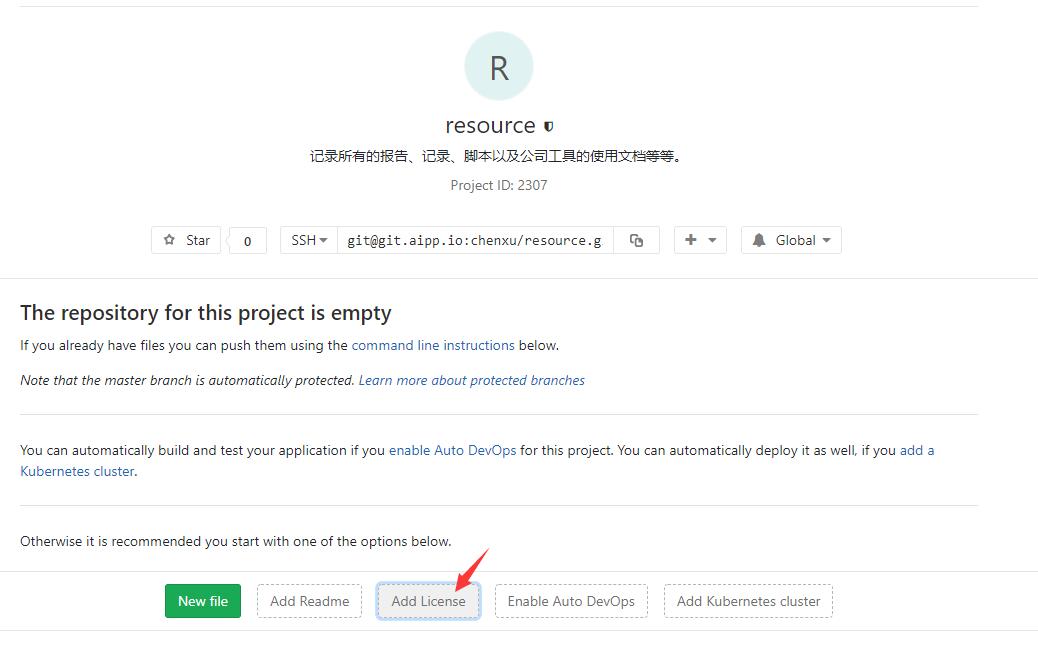 R
resource
记录所有的报告、记录、脚本以及公司工具的使用文档等等。
Project ID: 2307
Star 0 SSH git@git.aipp.io:chenxu/resource.g Global
The repository for this project is empty
If you already have files you can push them using the command line instructions below.
Note that the master branch is automatically protected. Learn more about protected branches
You can automatically build and test your application if you enable Auto DevOps for this project. You can automatically deploy it as well, if you add a
Kubernetes cluster.
Otherwise it is recommended you start with one of the options below.
New file Add Readme Add License Enable Auto DevOps Add Kubernetes cluster